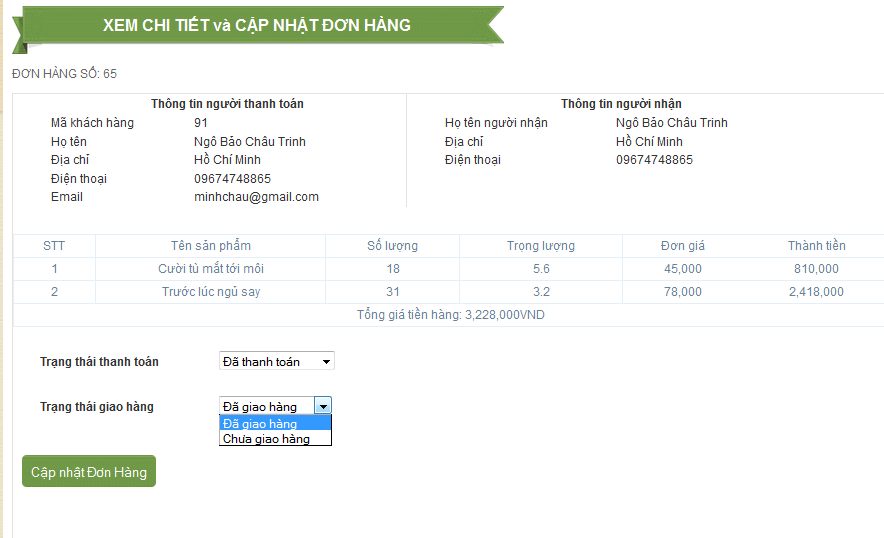 XEM CHI TIẾT và CẬP NHẬT ĐƠN HÀNG
ĐƠN HÀNG SỐ: 65
Thông tin người thanh toán
Mã khách hàng 91
Họ tên Ngô Bảo Châu Trinh
Địa chỉ Hồ Chí Minh
Điện thoại 09674748865
Email minhchau@gmail.com
Thông tin người nhận
Họ tên người nhận Ngô Bảo Châu Trinh
Địa chỉ Hồ Chí Minh
Điện thoại 09674748865
STT Tên sản phẩm Số lượng Trọng lượng Đơn giá Thành tiền
1 Cười từ mắt tới môi 18 5.6 45,000 810,000
2 Trước lúc ngủ say 31 3.2 78,000 2,418,000
Tổng giá tiền hàng: 3,228,000VND
Trạng thái thanh toán Đã thanh toán
Trạng thái giao hàng Đã giao hàng
Đã giao hàng
Chưa giao hàng
Cập nhật Đơn Hàng